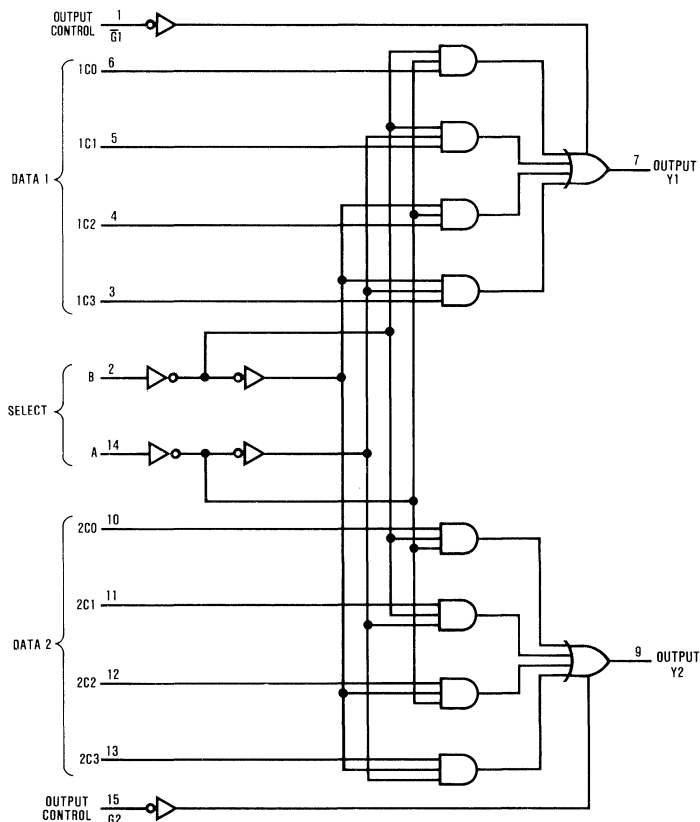 OUTPUT
CONTROL
1
G1
1C0 6
1C1 5
DATA 1
1C2 4
1C3 3
7
OUTPUT
Y1
B 2
SELECT
A 14
2C0 10
2C1 11
DATA 2
2C2 12
2C3 13
9
OUTPUT
Y2
OUTPUT
CONTROL
15
G2